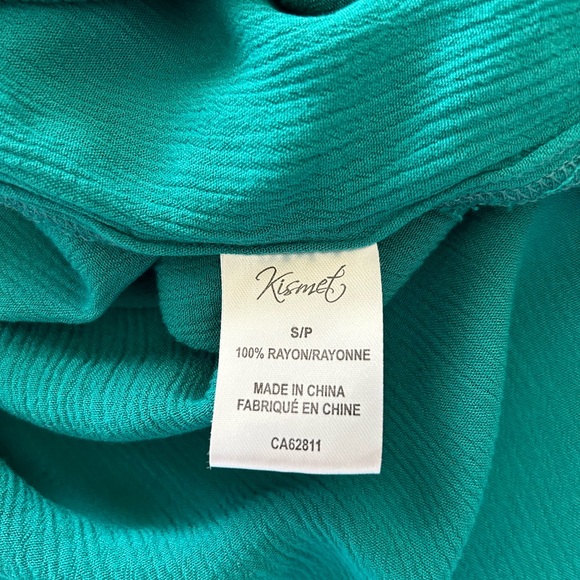 Kismet
S/P
100% RAYON/RAYONNE
MADE IN CHINA
FABRIQUÉ EN CHINE
CA62811